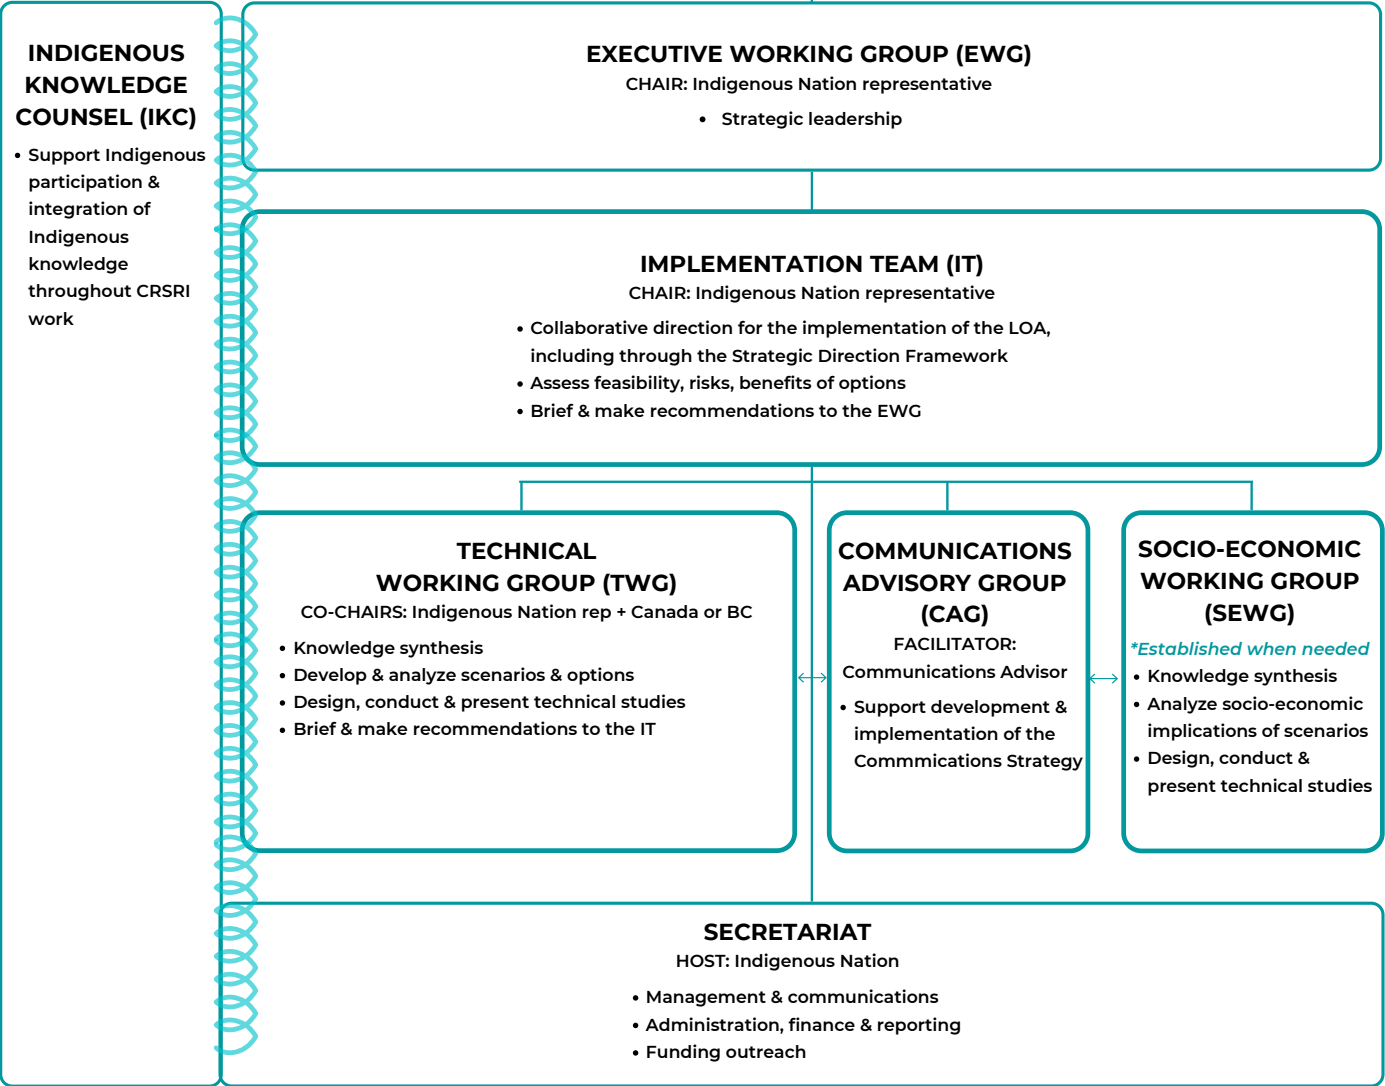 INDIGENOUS
KNOWLEDGE
COUNSEL (IKC)
• Support Indigenous
participation &
integration of
Indigenous
knowledge
throughout CRSRI
work
EXECUTIVE WORKING GROUP (EWG)
CHAIR: Indigenous Nation representative
• Strategic leadership
IMPLEMENTATION TEAM (IT)
CHAIR: Indigenous Nation representative
• Collaborative direction for the implementation of the LOA,
including through the Strategic Direction Framework
• Assess feasibility, risks, benefits of options
• Brief & make recommendations to the EWG
TECHNICAL
WORKING GROUP (TWG)
CO-CHAIRS: Indigenous Nation rep + Canada or BC
• Knowledge synthesis
• Develop & analyze scenarios & options
• Design, conduct & present technical studies
• Brief & make recommendations to the IT
COMMUNICATIONS
ADVISORY GROUP
(CAG)
FACILITATOR:
Communications Advisor
• Support development &
implementation of the
Commmications Strategy
SOCIO-ECONOMIC
WORKING GROUP
(SEWG)
*Established when needed
• Knowledge synthesis
• Analyze socio-economic
implications of scenarios
• Design, conduct &
present technical studies
SECRETARIAT
HOST: Indigenous Nation
• Management & communications
• Administration, finance & reporting
• Funding outreach